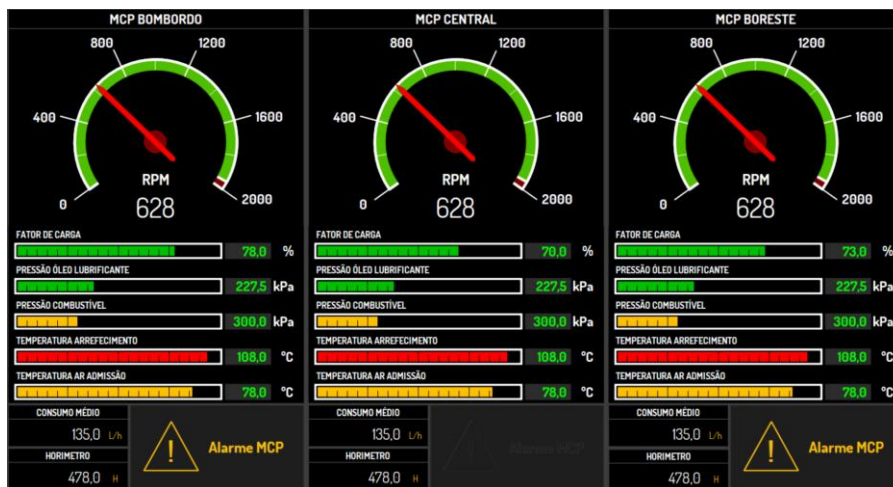 MCP BOMBORDO
800
1200
400
1600
0
2000
RPM
628
FATOR DE CARGA
78,0 %
PRESSÃO ÓLEO LUBRIFICANTE
227,5 kPa
PRESSÃO COMBUSTÍVEL
300,0 kPa
TEMPERATURA ARREFECIMENTO
108,0 °C
TEMPERATURA AR ADMISSÃO
78,0 °C
CONSUMO MÉDIO
135,0 L/h
HORIMETRO
478,0 H
Alarme MCP
MCP CENTRAL
800
1200
400
1600
0
2000
RPM
628
FATOR DE CARGA
70,0 %
PRESSÃO ÓLEO LUBRIFICANTE
227,5 kPa
PRESSÃO COMBUSTÍVEL
300,0 kPa
TEMPERATURA ARREFECIMENTO
108,0 °C
TEMPERATURA AR ADMISSÃO
78,0 °C
CONSUMO MÉDIO
135,0 L/h
HORIMETRO
478,0 H
Alarme MCP
MCP BORESTE
800
1200
400
1600
0
2000
RPM
628
FATOR DE CARGA
73,0 %
PRESSÃO ÓLEO LUBRIFICANTE
227,5 kPa
PRESSÃO COMBUSTÍVEL
300,0 kPa
TEMPERATURA ARREFECIMENTO
108,0 °C
TEMPERATURA AR ADMISSÃO
78,0 °C
CONSUMO MÉDIO
135,0 L/h
HORIMETRO
478,0 H
Alarme MCP